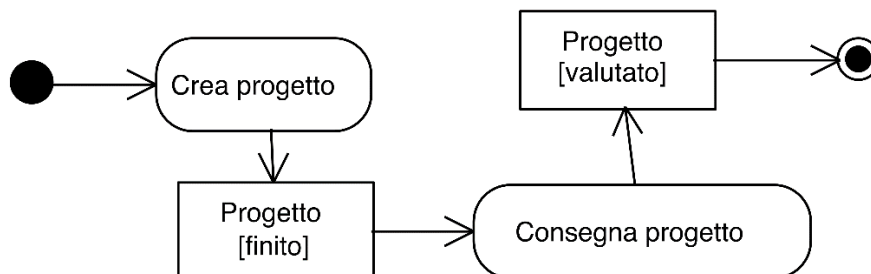 Crea progetto
Progetto
[finito]
Consegna progetto
Progetto
[valutato]